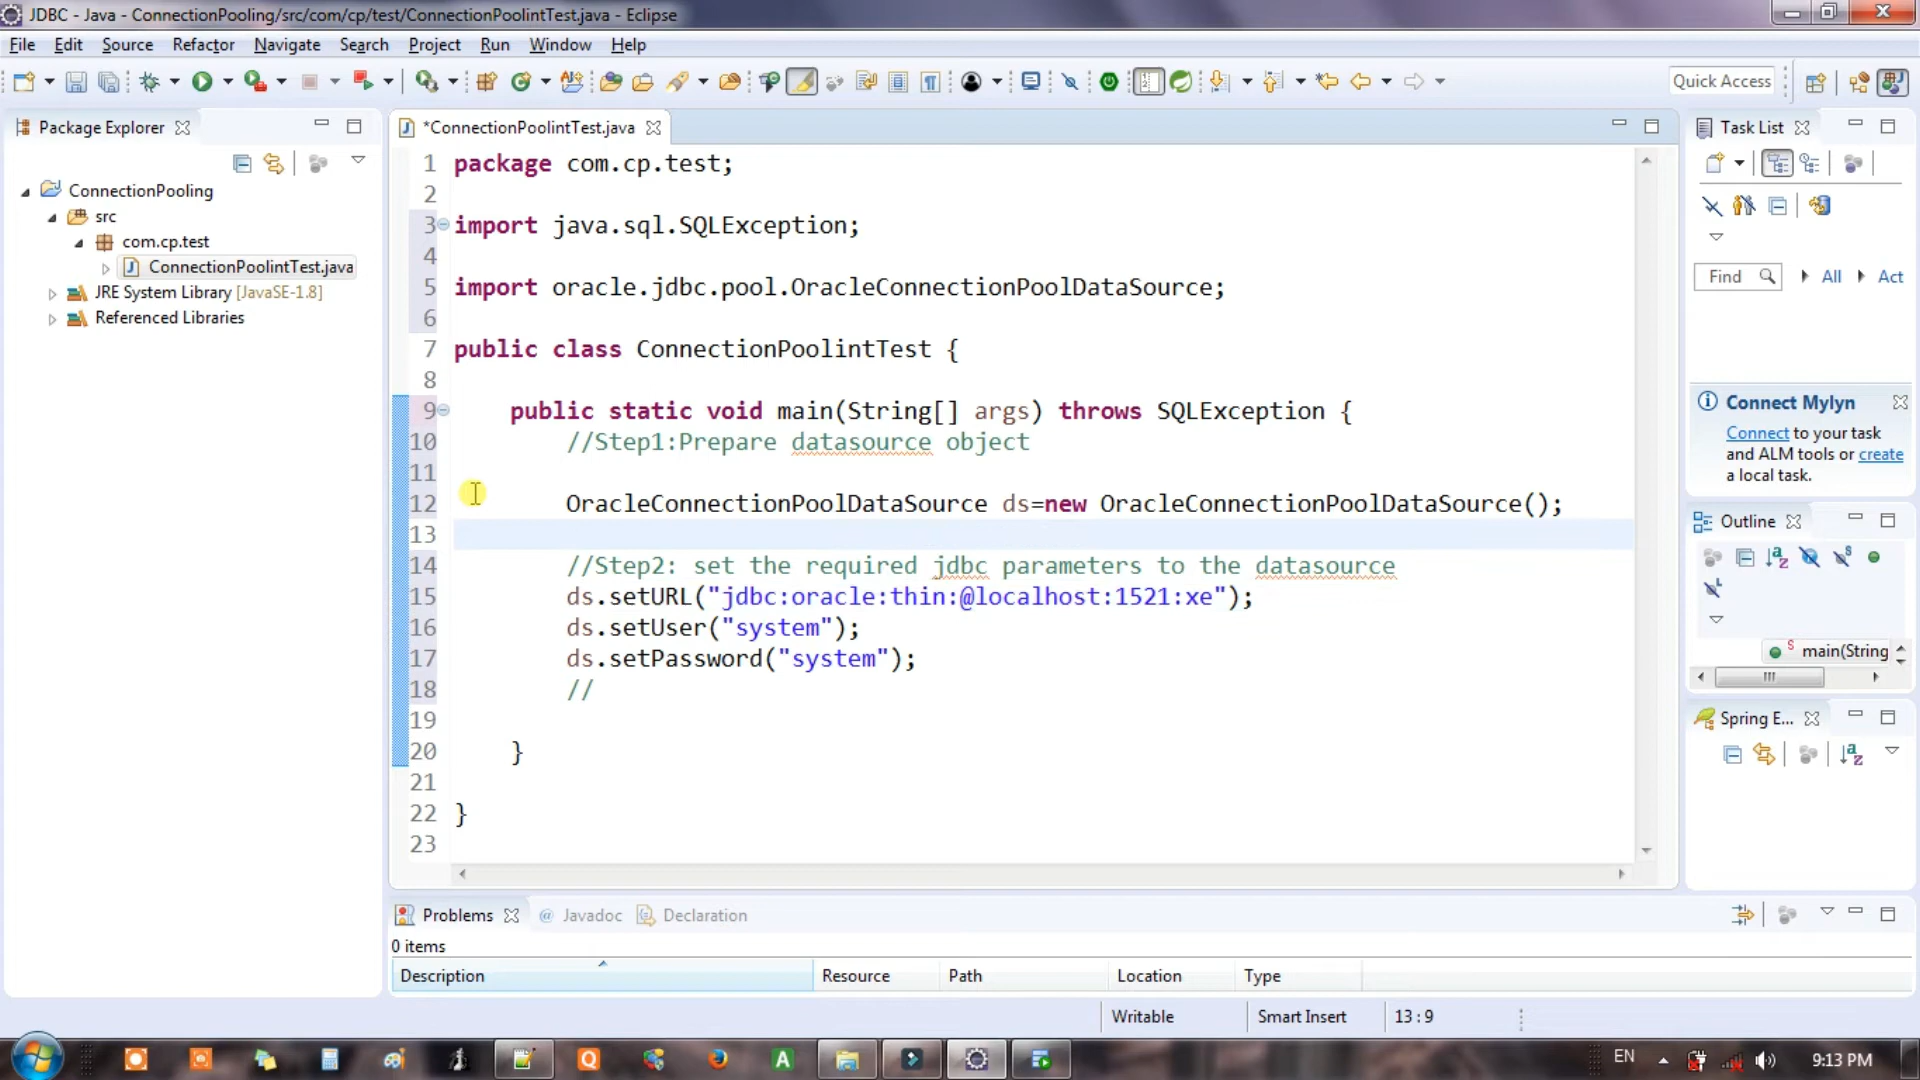 JDBC - Java - ConnectionPooling/src/com/cp/test/ConnectionPoolintTest.java - Eclipse
File Edit Source Refactor Navigate Search Project Run Window Help
Quick Access
Package Explorer
ConnectionPooling
src
com.cp.test
ConnectionPoolintTest.java
JRE System Library [JavaSE-1.8]
Referenced Libraries
*ConnectionPoolintTest.java
1 package com.cp.test;
2
3 import java.sql.SQLException;
4
5 import oracle.jdbc.pool.OracleConnectionPoolDataSource;
6
7 public class ConnectionPoolintTest {
8
9 public static void main(String[] args) throws SQLException {
10 //Step1:Prepare datasource object
11
12 OracleConnectionPoolDataSource ds=new OracleConnectionPoolDataSource();
13
14 //Step2: set the required jdbc parameters to the datasource
15 ds.setURL("jdbc:oracle:thin:@localhost:1521:xe");
16 ds.setUser("system");
17 ds.setPassword("system");
18 //
19
20 }
21
22 }
23
Task List
Find All Act
Connect Mylyn
Connect to your task
and ALM tools or create
a local task.
Outline
main(String
Spring E...
Problems Javadoc Declaration
0 items
Description Resource Path Location Type
Writable Smart Insert 13 : 9
EN 9:13 PM